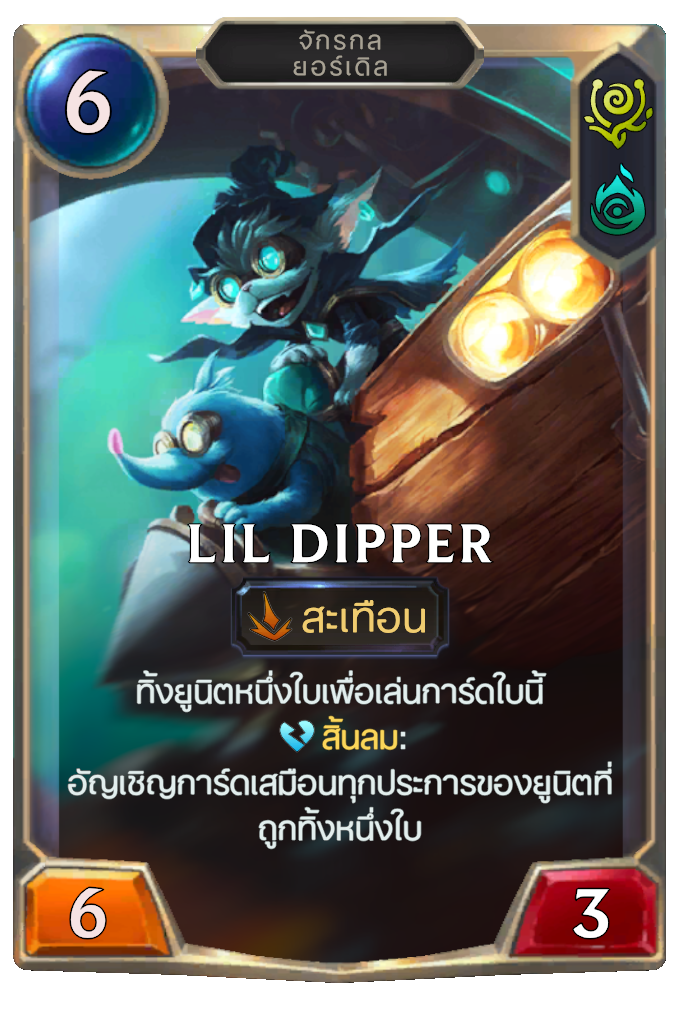 6
จักรกล
ยอร์เดิล
LIL DIPPER
สะเทือน
ทิ้งยูนิตหนึ่งใบเพื่อเล่นการ์ดใบนี้
สิ้นลม:
อัญเชิญการ์ดเสมือนทุกประการของยูนิตที่
ถูกทิ้งหนึ่งใบ
6
3